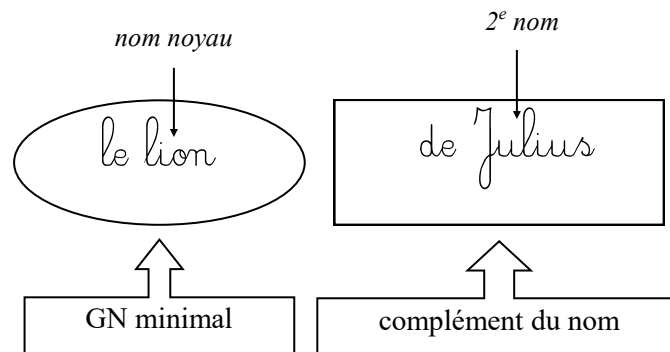 nom noyau
2e nom
le lion
de Julius
GN minimal
complément du nom